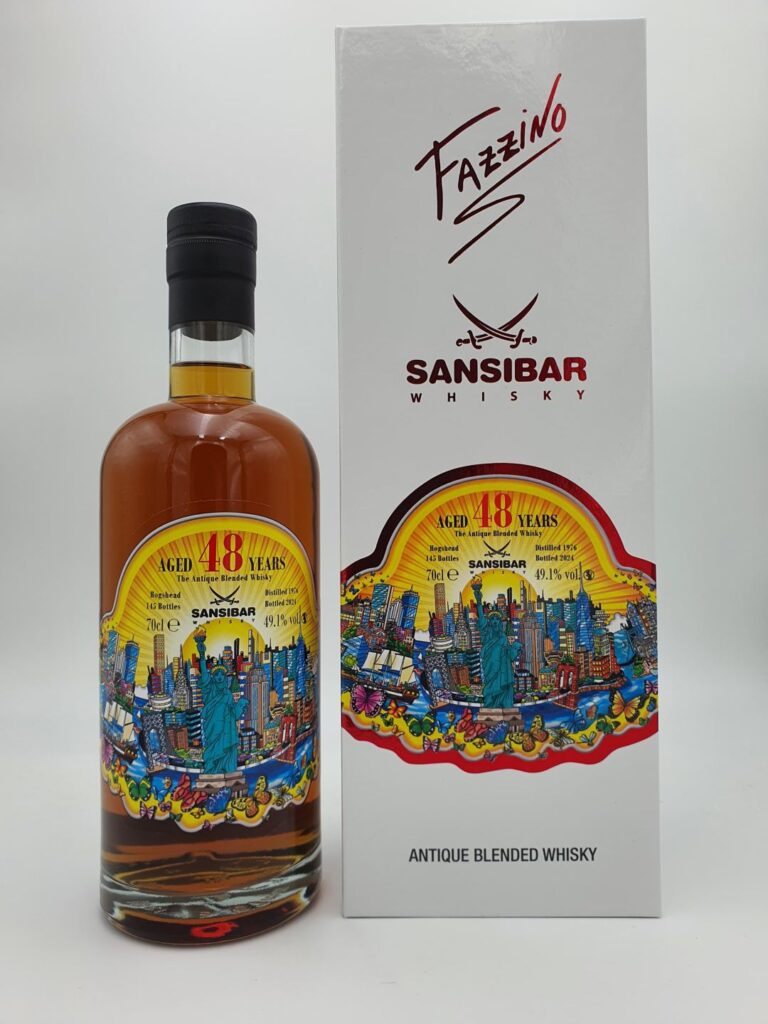 FAZZINO
SANSIBAR
WHISKY
AGED 48 YEARS
The Antique Blended Whisky
Hogshead
145 Bottles
70cl ℮
SANSIBAR
WHISKY
Distilled 1976
Bottled 2024
49.1% vol.
ANTIQUE BLENDED WHISKY
AGED 48 YEARS
The Antique Blended Whisky
Hogshead
145 Bottles
70cl ℮
SANSIBAR
WHISKY
Distilled 1976
Bottled 2024
49.1% vol.